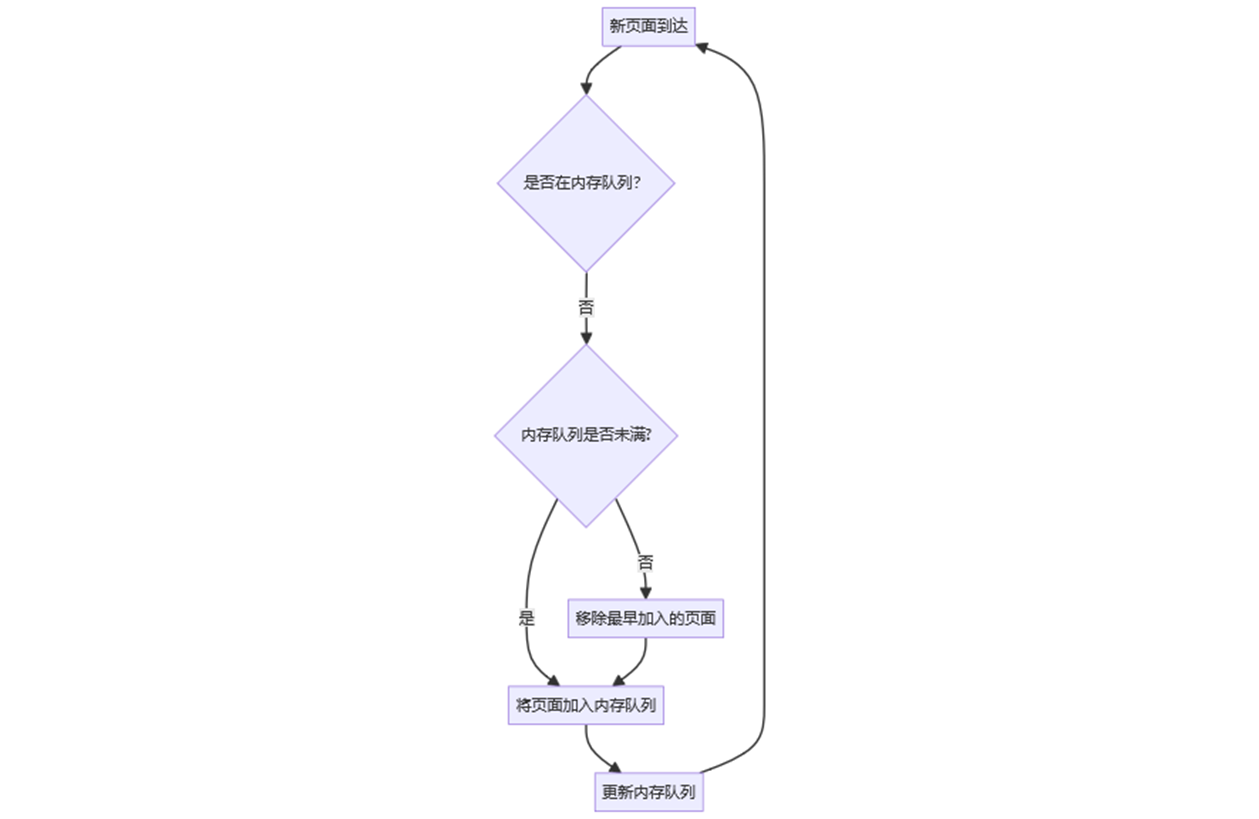 新页面到达
是否在内存队列？
否
内存队列是否未满?
否
是
移除最早加入的页面
将页面加入内存队列
更新内存队列